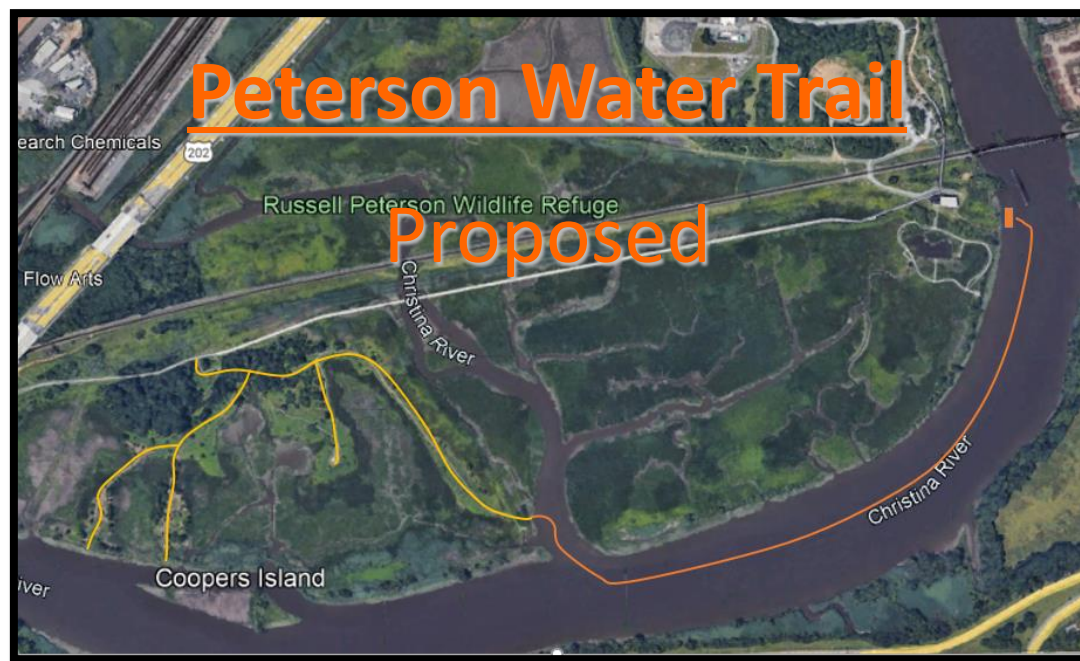 Peterson Water Trail
earch Chemicals
202
Russell Peterson Wildlife Refuge
Proposed
Flow Arts
Christina River
Christina River
Coopers Island
iver